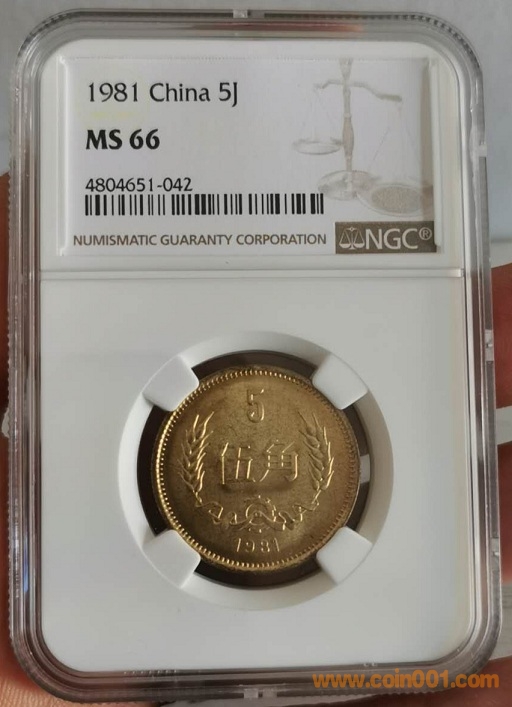 1981 China 5J
MS 66
4804651-042
NUMISMATIC GUARANTY CORPORATION
NGC®
5
伍角
1981
www.coin001.com